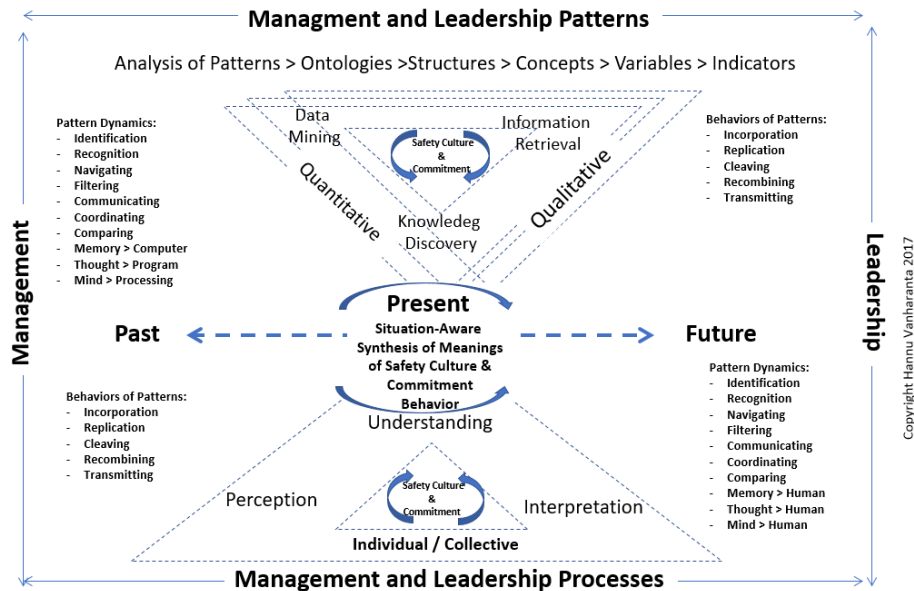 Managment and Leadership Patterns
Analysis of Patterns > Ontologies >Structures > Concepts > Variables > Indicators
Pattern Dynamics:
- Identification
- Recognition
- Navigating
- Filtering
- Communicating
- Coordinating
- Comparing
- Memory > Computer
- Thought > Program
- Mind > Processing
Data
Mining
Information
Retrieval
Safety Culture
&
Commitment
Quantitative
Qualitative
Knowledeg
Discovery
Behaviors of Patterns:
- Incorporation
- Replication
- Cleaving
- Recombining
- Transmitting
Management
Leadership
Copyright Hannu Vanharanta 2017
Past
Present
Situation-Aware
Synthesis of Meanings
of Safety Culture &
Commitment
Behavior
Future
Behaviors of Patterns:
- Incorporation
- Replication
- Cleaving
- Recombining
- Transmitting
Understanding
Perception
Safety Culture
&
Commitment
Interpretation
Individual / Collective
Pattern Dynamics:
- Identification
- Recognition
- Navigating
- Filtering
- Communicating
- Coordinating
- Comparing
- Memory > Human
- Thought > Human
- Mind > Human
Management and Leadership Processes